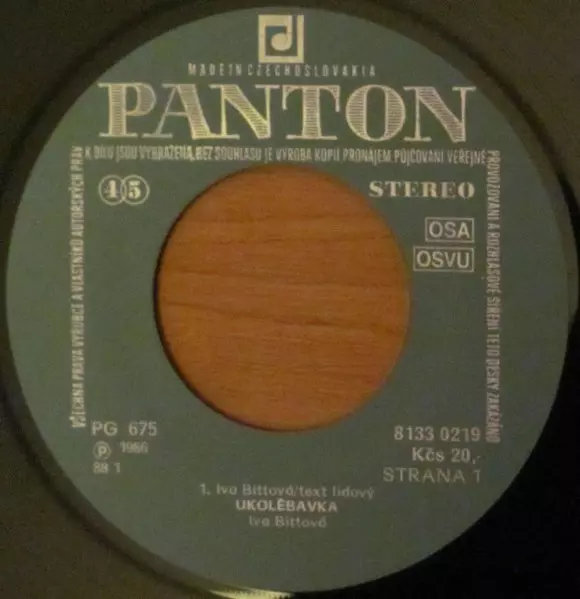 MADE IN CZECHOSLOVAKIA
PANTON
VŠECHNA PRÁVA VÝROBCE A VLASTNÍKŮ AUTORSKÝCH PRÁV
K DÍLU JSOU VYHRAZENA. BEZ SOUHLASU JE VÝROBA KOPIÍ PRONÁJEM PŮJČOVÁNÍ VEŘEJNÉ
PROVOZOVÁNÍ A ROZHLASOVÉ ŠÍŘENÍ TÉTO DESKY ZAKÁZÁNO
45
STEREO
OSA
OSVU
PG 675
8133 0219
Ⓟ 1986
Kčs 20,-
88 1
STRANA 1
1. Iva Bittová/text lidový
UKOLÉBAVKA
Iva Bittová